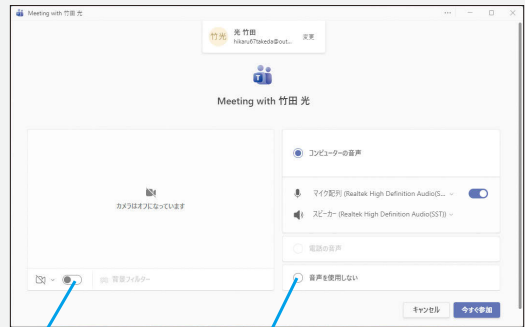 Meeting with 竹田 光
竹光
光 竹田
hikaru67takeda@out...
変更
Meeting with 竹田 光
カメラはオフになっています
背景フィルター
コンピューターの音声
マイク配列 (Realtek High Definition Audio(S...
スピーカー (Realtek High Definition Audio(SST))
電話の音声
音声を使用しない
キャンセル
今すぐ参加